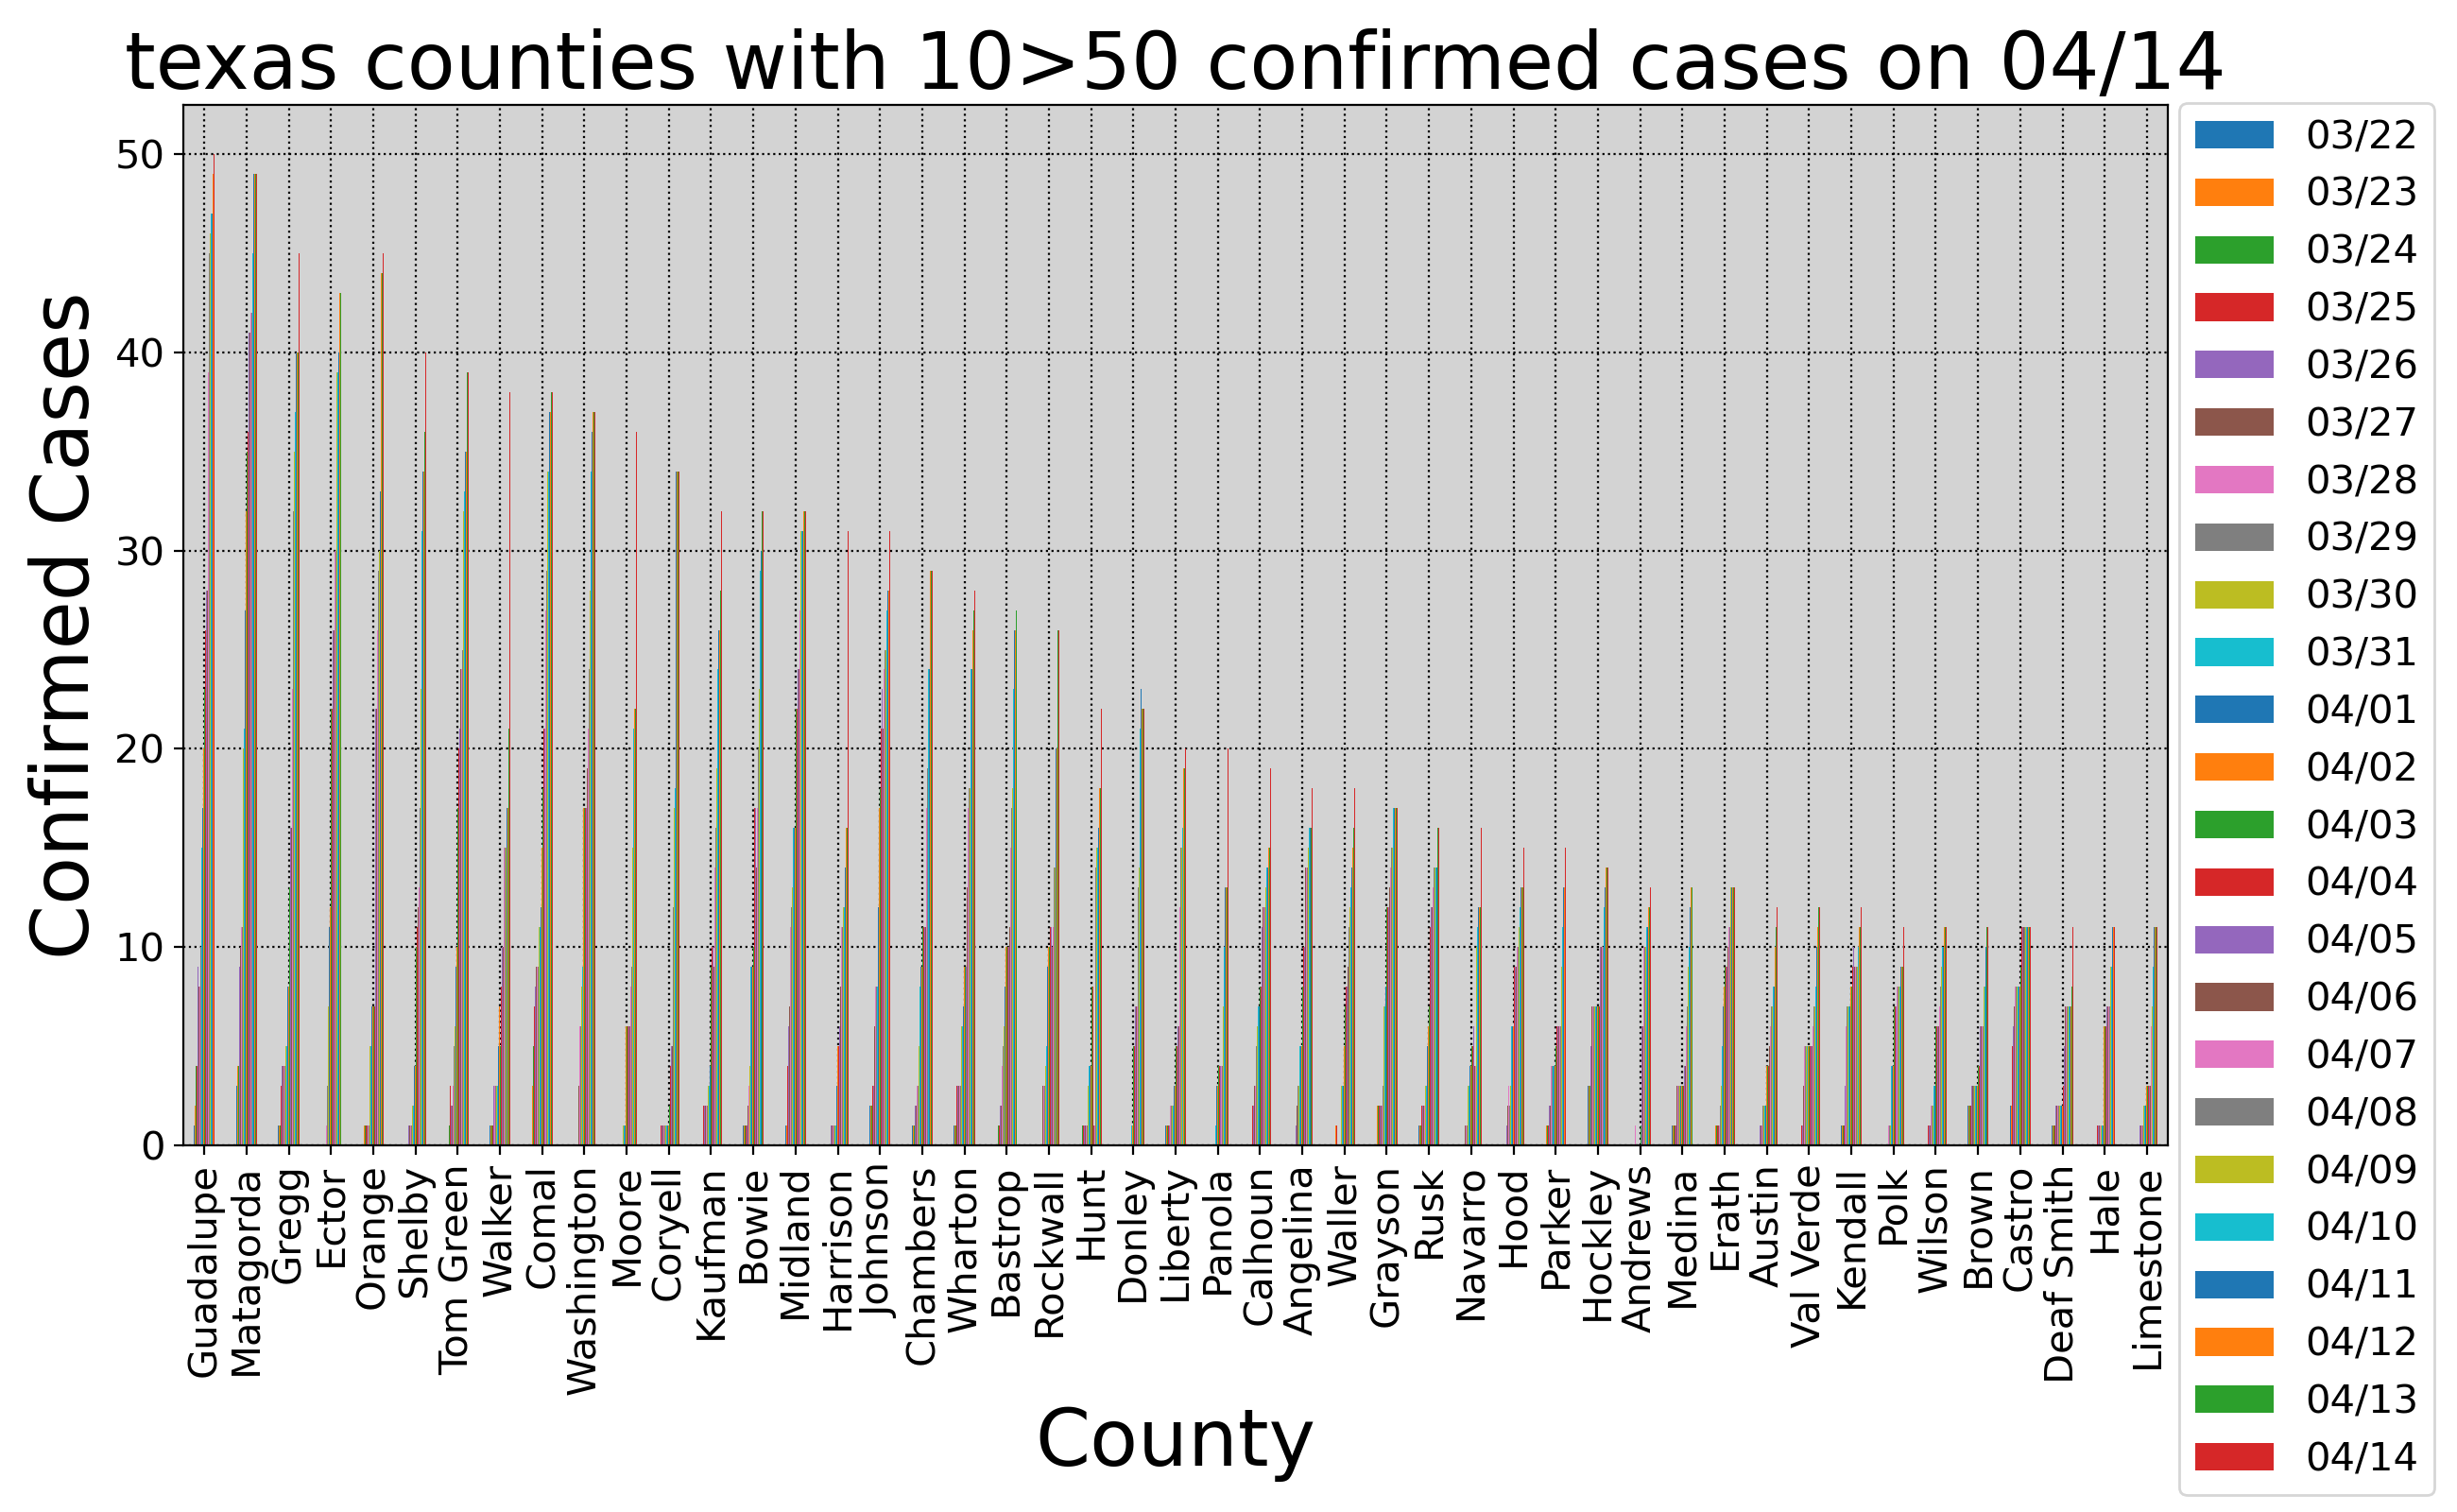 texas counties with 10>50 confirmed cases on 04/14
Confirmed Cases
50
40
30
20
10
0
Guadalupe
Matagorda
Gregg
Ector
Orange
Shelby
Tom Green
Walker
Comal
Washington
Moore
Coryell
Kaufman
Bowie
Midland
Harrison
Johnson
Chambers
Wharton
Bastrop
Rockwall
Hunt
Donley
Liberty
Panola
Calhoun
Angelina
Waller
Grayson
Rusk
Navarro
Hood
Parker
Hockley
Andrews
Medina
Erath
Austin
Val Verde
Kendall
Polk
Wilson
Brown
Castro
Deaf Smith
Hale
Limestone
County
03/22
03/23
03/24
03/25
03/26
03/27
03/28
03/29
03/30
03/31
04/01
04/02
04/03
04/04
04/05
04/06
04/07
04/08
04/09
04/10
04/11
04/12
04/13
04/14